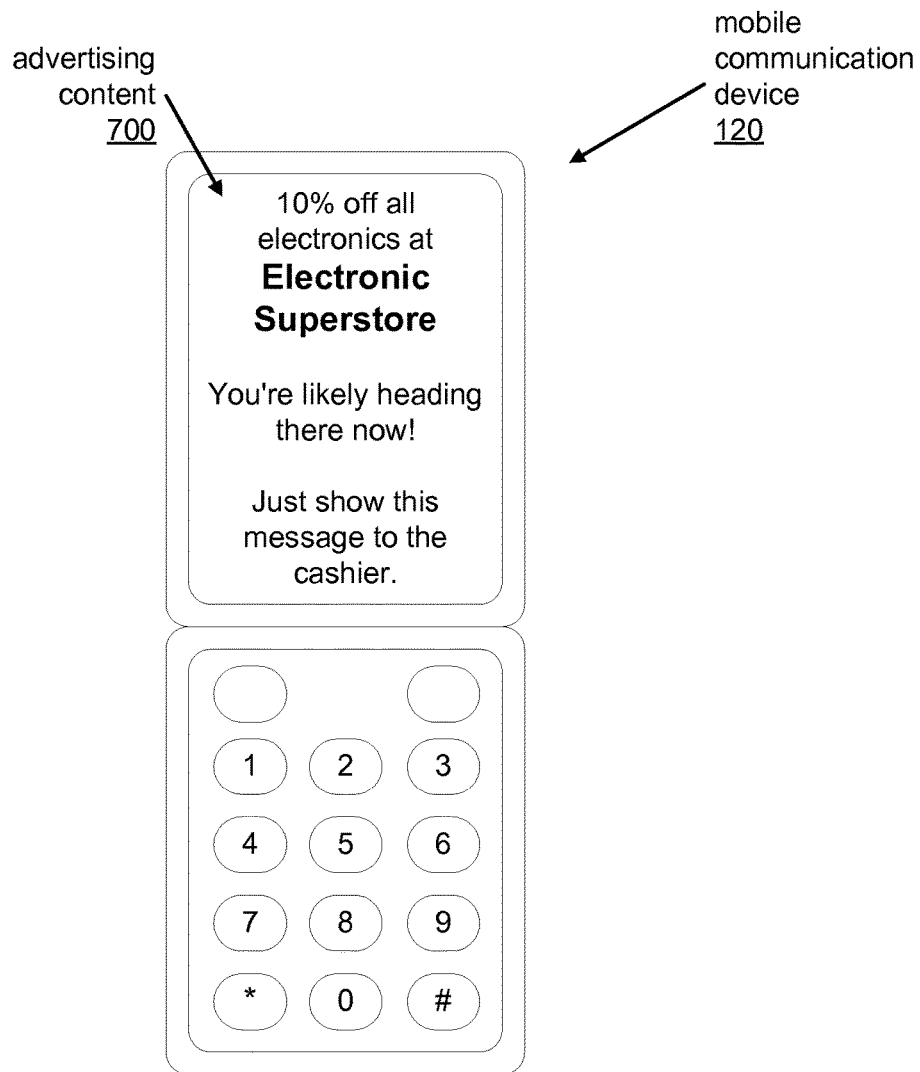 advertising
content
700
mobile
communication
device
120
10% off all
electronics at
Electronic
Superstore
You're likely heading
there now!
Just show this
message to the
cashier.
1 2 3
4 5 6
7 8 9
* 0 #